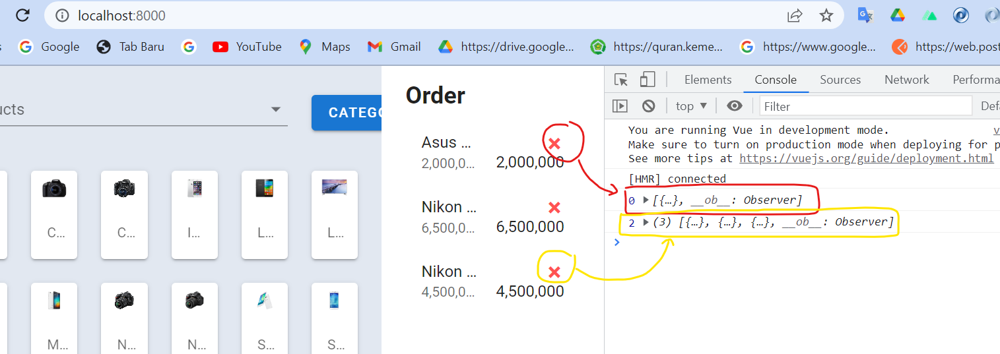 localhost:8000
s Google Tab Baru YouTube Maps Gmail https://drive.google... https://quran.keme... https://www.google... https://web.post
ucts
CATEGO
C...
C...
I...
L...
L...
M...
N...
N...
S...
S...
Order
Asus ...
2,000,0... 2,000,000
Nikon ...
6,500,0... 6,500,000
Nikon ...
4,500,0... 4,500,000
Elements Console Sources Network Performa
top ▼ Filter Defa
You are running Vue in development mode. v
Make sure to turn on production mode when deploying for p
See more tips at https://vuejs.org/guide/deployment.html
[HMR] connected
0 ▶ [{…}, __ob__: Observer]
2 ▶ (3) [{…}, {…}, {…}, __ob__: Observer]